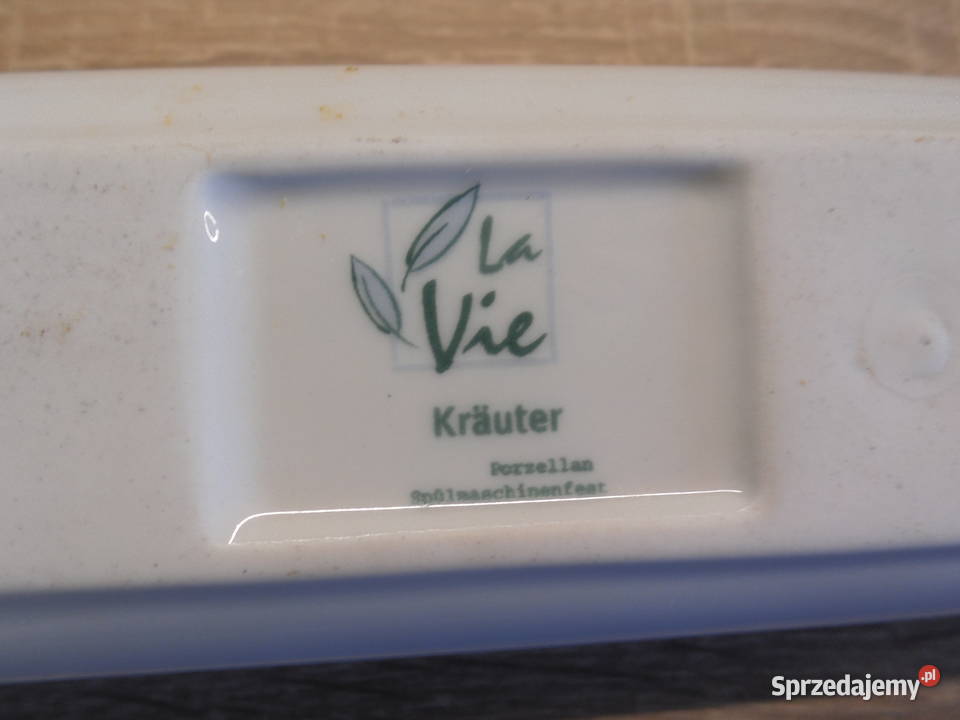 La
Vie
Kräuter
Porzellan
Spülmaschinenfest
Sprzedajemy.pl